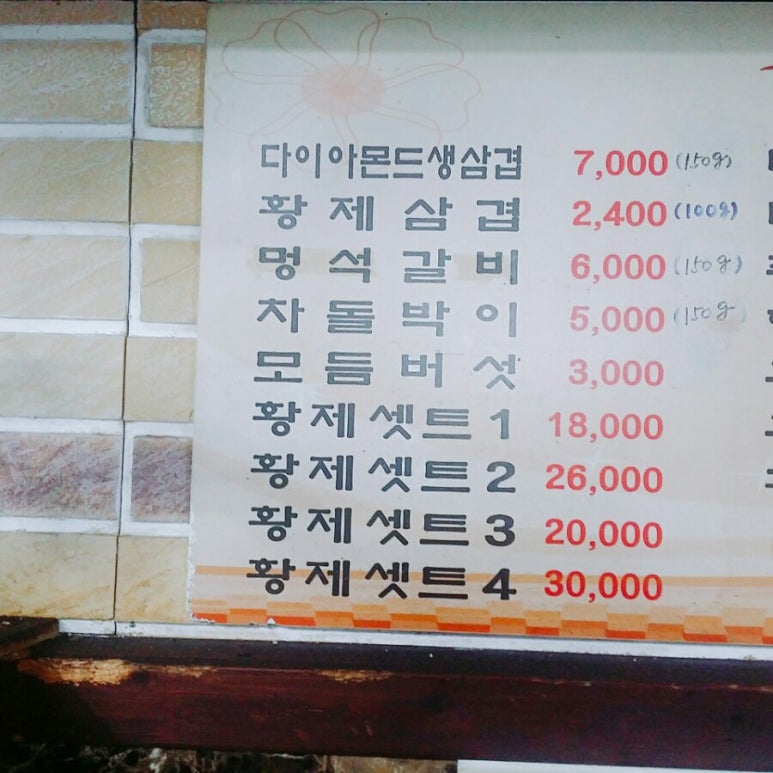 다이아몬드생삼겹 7,000 (150g)
황제삼겹 2,400 (100g)
멍석갈비 6,000 (150g)
차돌박이 5,000 (150g)
모듬버섯 3,000
황제셋트1 18,000
황제셋트2 26,000
황제셋트3 20,000
황제셋트4 30,000